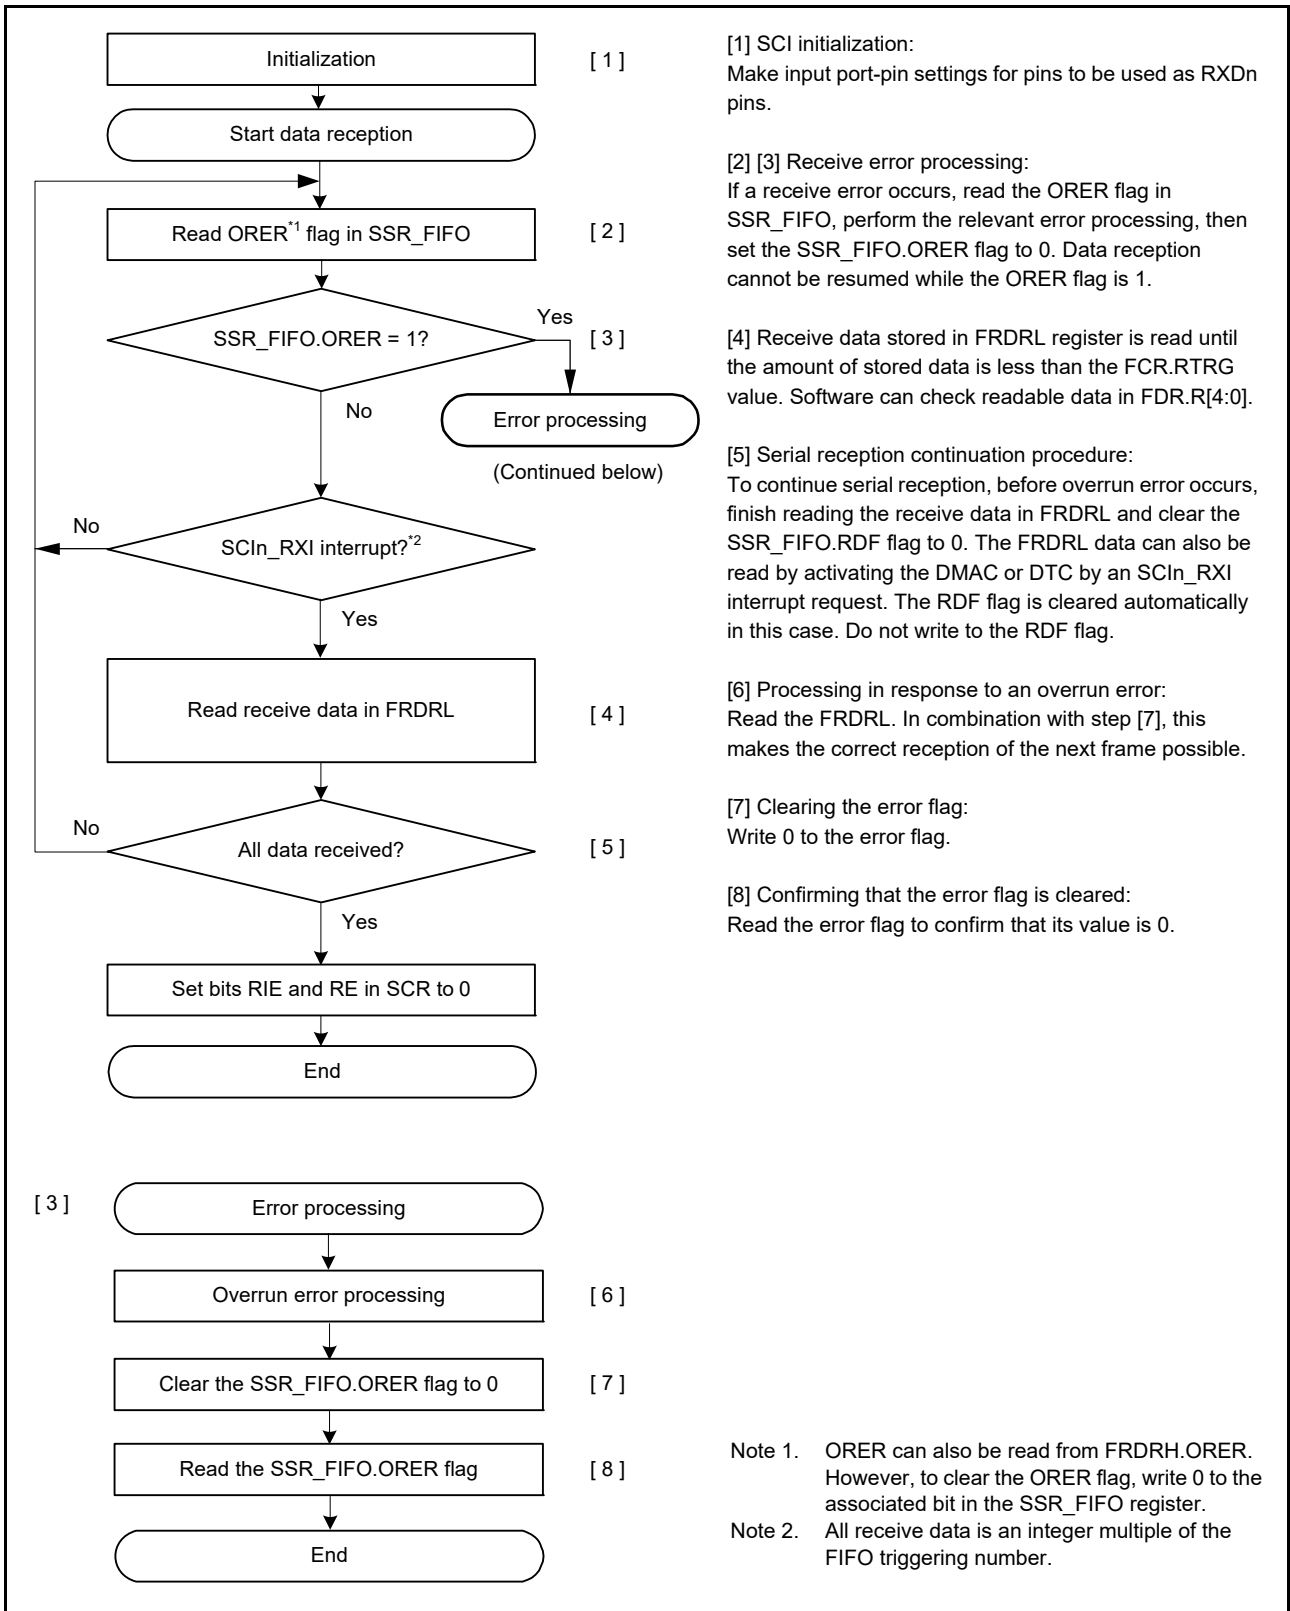 Initialization
[ 1 ]
Start data reception
Read ORER*1 flag in SSR_FIFO
[ 2 ]
SSR_FIFO.ORER = 1?
Yes
[ 3 ]
No
Error processing
(Continued below)
No
SCIn_RXI interrupt?*2
Yes
Read receive data in FRDRL
[ 4 ]
No
All data received?
[ 5 ]
Yes
Set bits RIE and RE in SCR to 0
End
[1] SCI initialization:
Make input port-pin settings for pins to be used as RXDn
pins.
[2] [3] Receive error processing:
If a receive error occurs, read the ORER flag in
SSR_FIFO, perform the relevant error processing, then
set the SSR_FIFO.ORER flag to 0. Data reception
cannot be resumed while the ORER flag is 1.
[4] Receive data stored in FRDRL register is read until
the amount of stored data is less than the FCR.RTRG
value. Software can check readable data in FDR.R[4:0].
[5] Serial reception continuation procedure:
To continue serial reception, before overrun error occurs,
finish reading the receive data in FRDRL and clear the
SSR_FIFO.RDF flag to 0. The FRDRL data can also be
read by activating the DMAC or DTC by an SCIn_RXI
interrupt request. The RDF flag is cleared automatically
in this case. Do not write to the RDF flag.
[6] Processing in response to an overrun error:
Read the FRDRL. In combination with step [7], this
makes the correct reception of the next frame possible.
[7] Clearing the error flag:
Write 0 to the error flag.
[8] Confirming that the error flag is cleared:
Read the error flag to confirm that its value is 0.
[ 3 ]
Error processing
Overrun error processing
[ 6 ]
Clear the SSR_FIFO.ORER flag to 0
[ 7 ]
Read the SSR_FIFO.ORER flag
[ 8 ]
End
Note 1. ORER can also be read from FRDRH.ORER.
However, to clear the ORER flag, write 0 to the
associated bit in the SSR_FIFO register.
Note 2. All receive data is an integer multiple of the
FIFO triggering number.